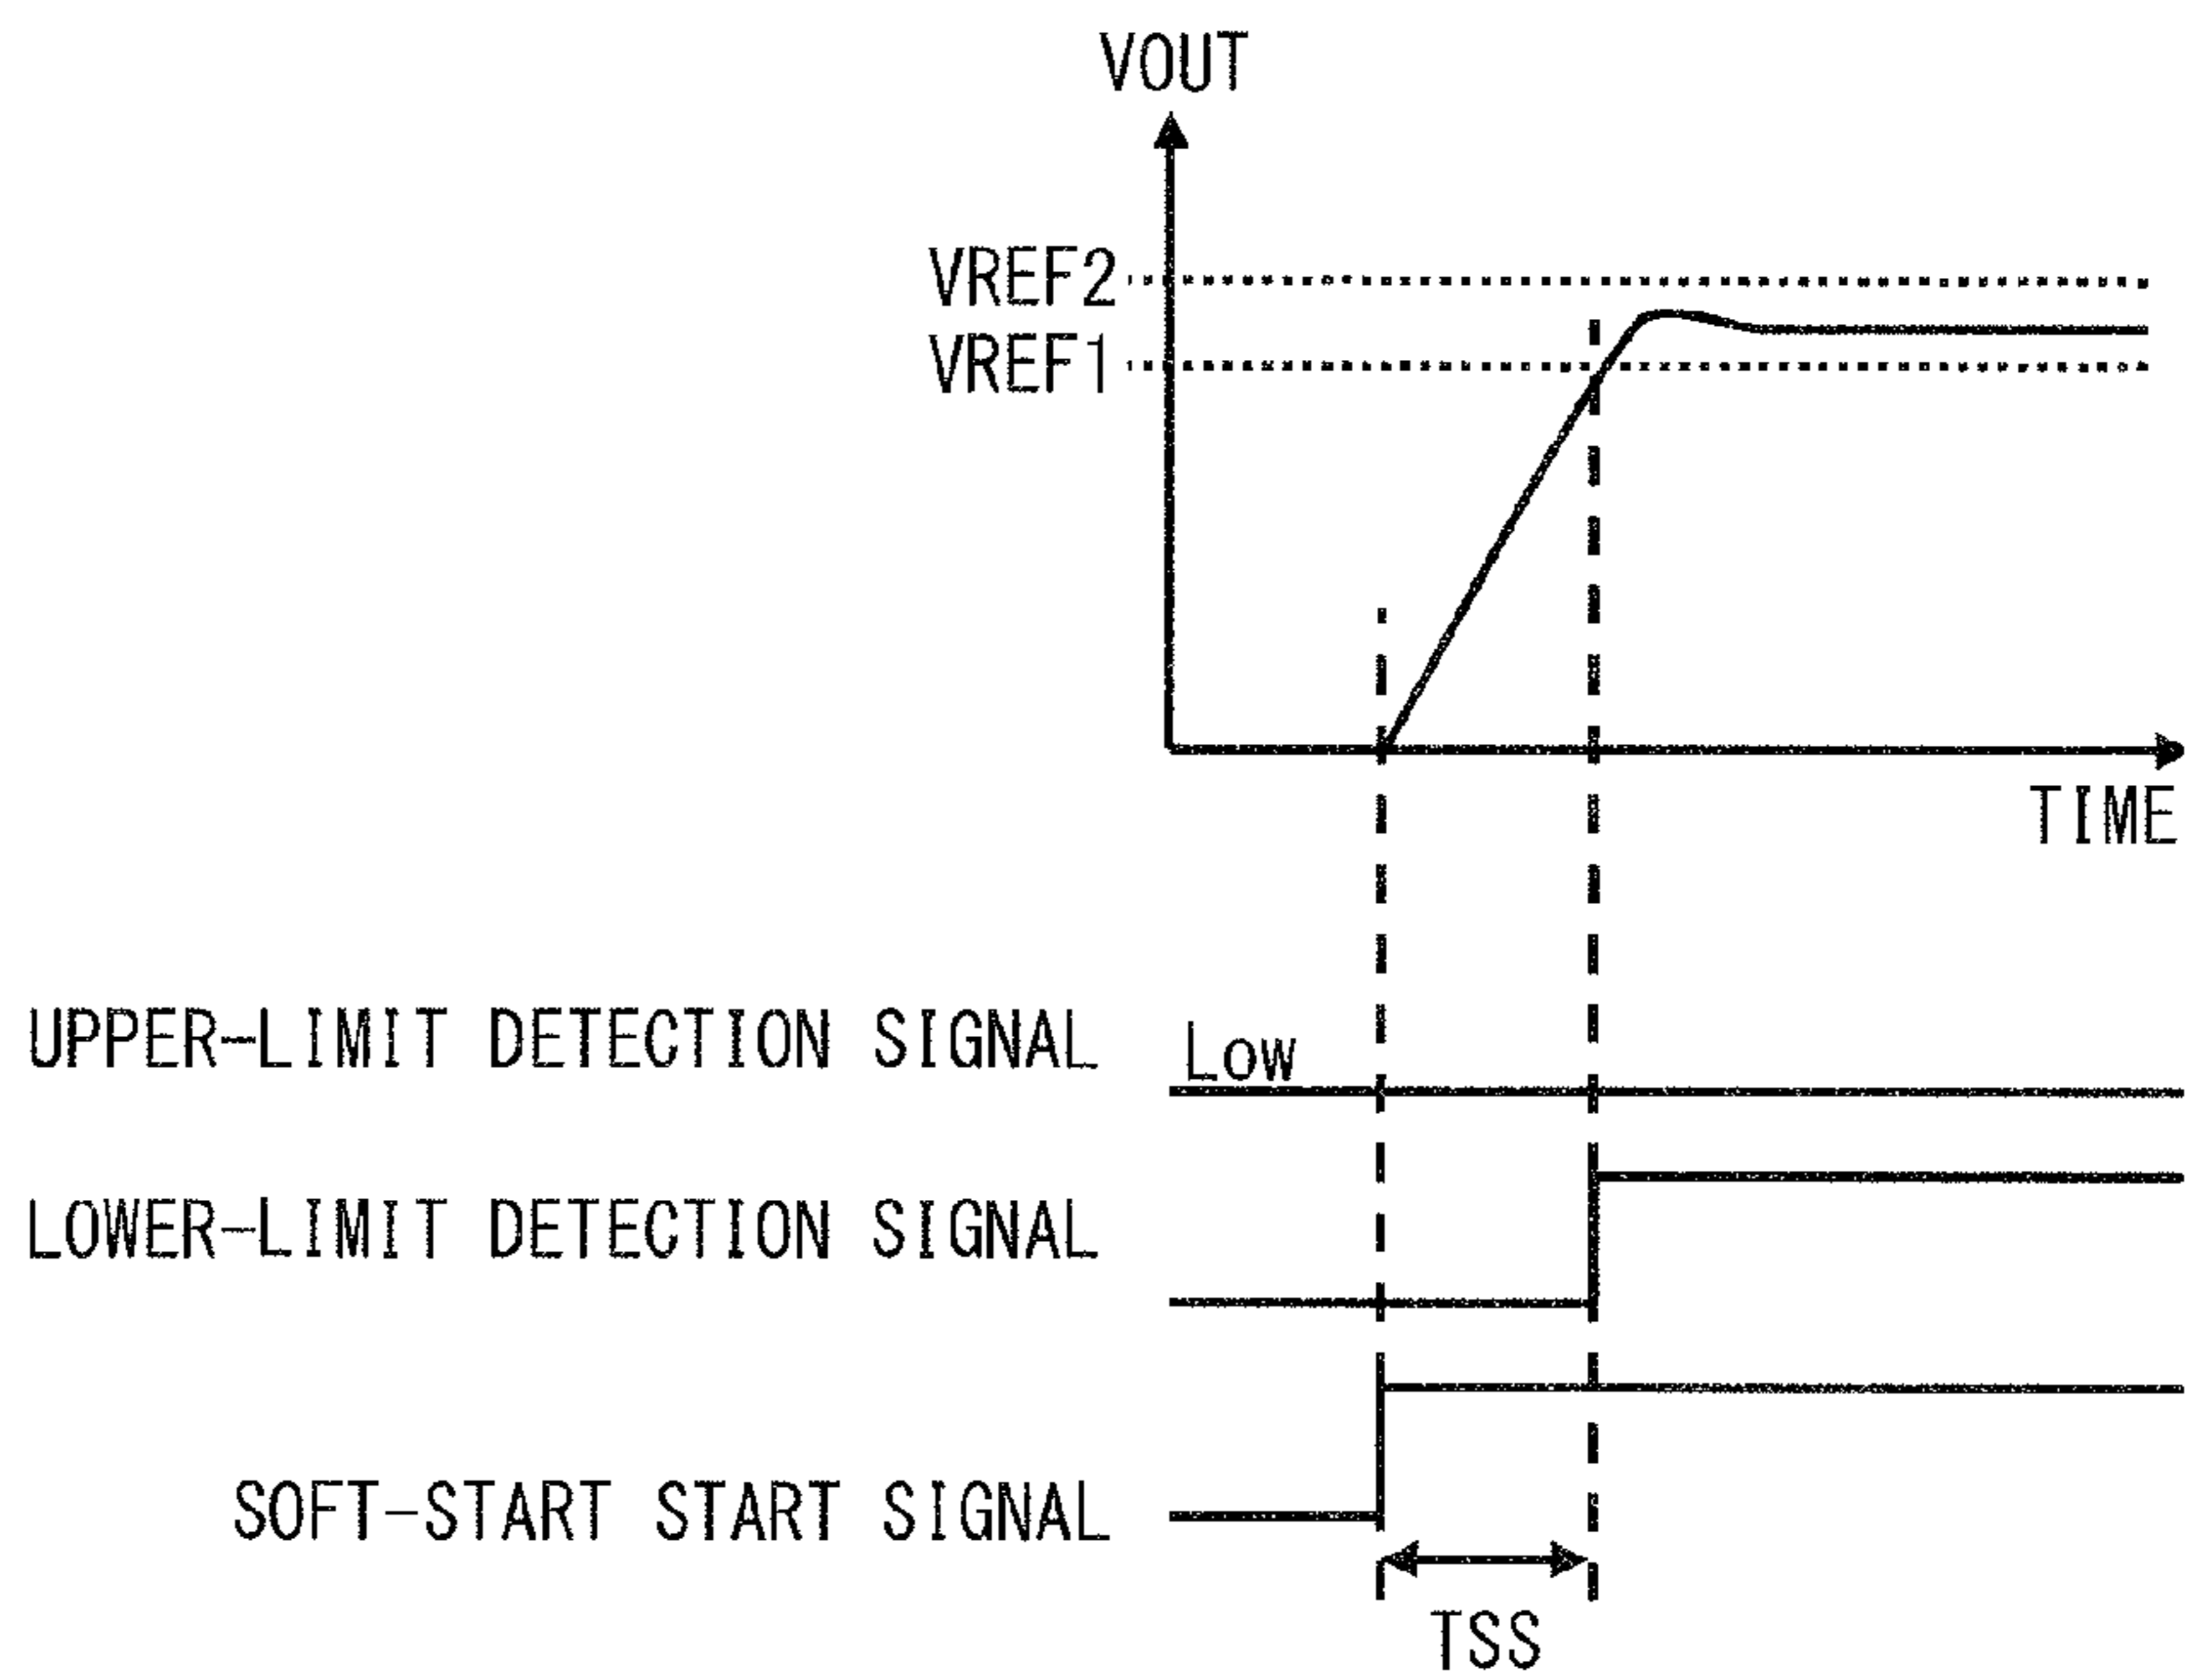 VOUT
VREF2
VREF1
TIME
UPPER-LIMIT DETECTION SIGNAL
Low
LOWER-LIMIT DETECTION SIGNAL
SOFT-START START SIGNAL
TSS